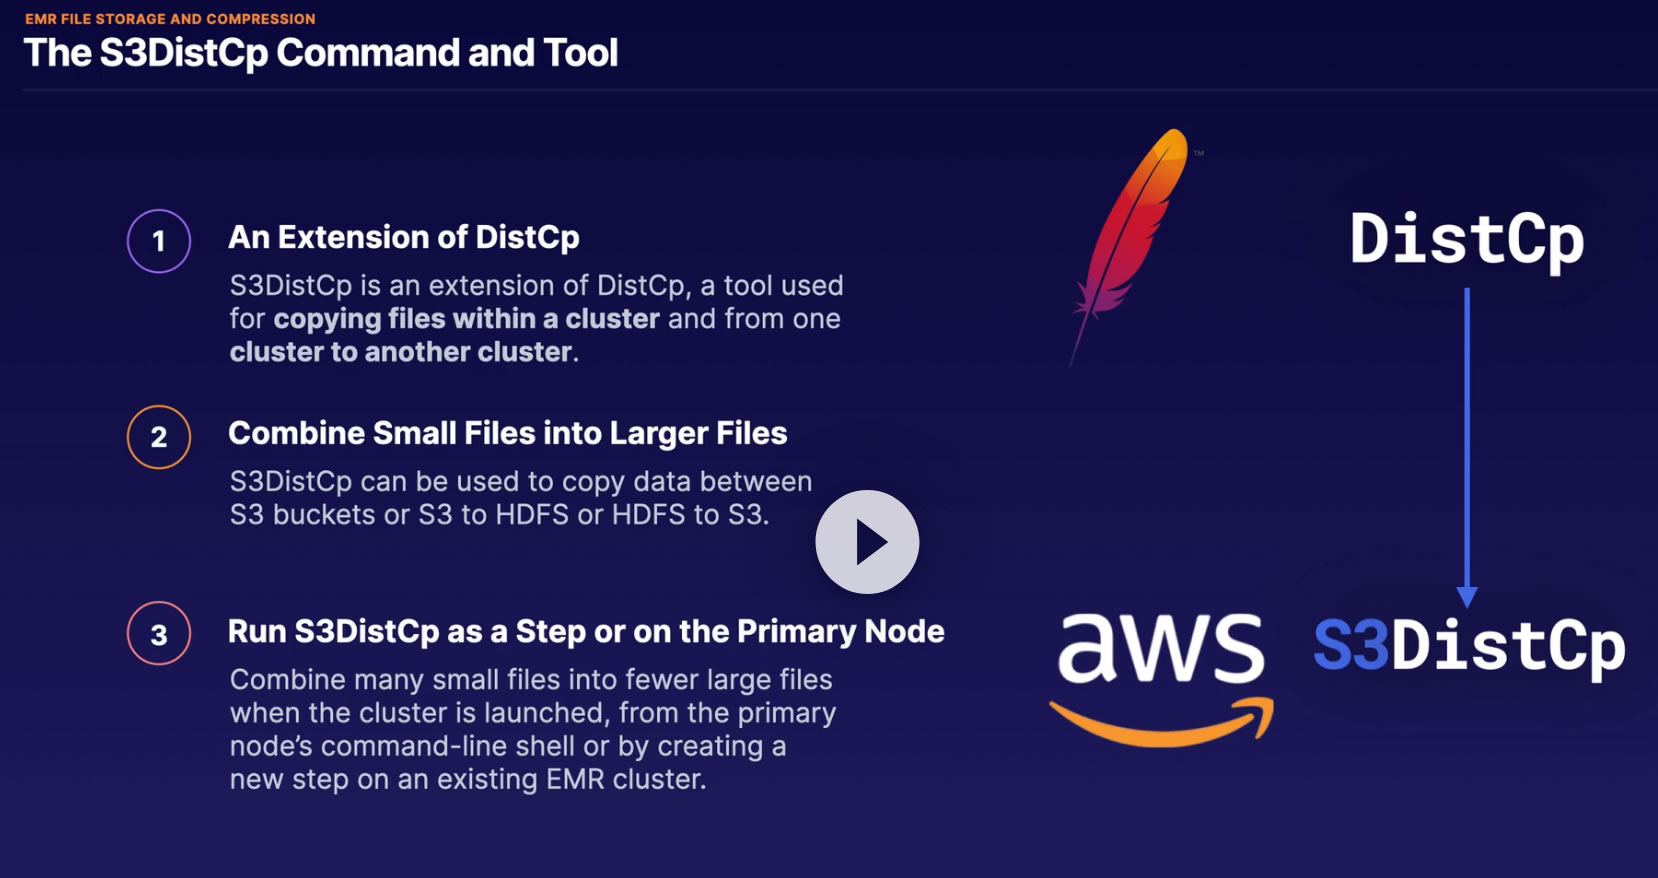 EMR FILE STORAGE AND COMPRESSION
The S3DistCp Command and Tool
1
An Extension of DistCp
S3DistCp is an extension of DistCp, a tool used
for copying files within a cluster and from one
cluster to another cluster.
2
Combine Small Files into Larger Files
S3DistCp can be used to copy data between
S3 buckets or S3 to HDFS or HDFS to S3.
3
Run S3DistCp as a Step or on the Primary Node
Combine many small files into fewer large files
when the cluster is launched, from the primary
node's command-line shell or by creating a
new step on an existing EMR cluster.
TM
DistCp
aws
S3DistCp